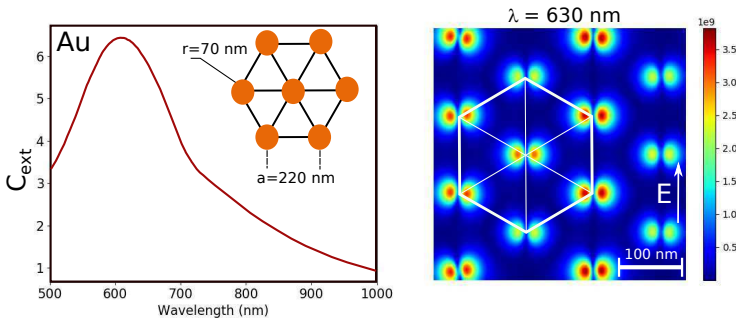 Au
r=70 nm
a=220 nm
C_ext
6
5
4
3
2
1
500 600 700 800 900 1000
Wavelength (nm)
λ = 630 nm
E
100 nm
1e9
3.5
3.0
2.5
2.0
1.5
1.0
0.5